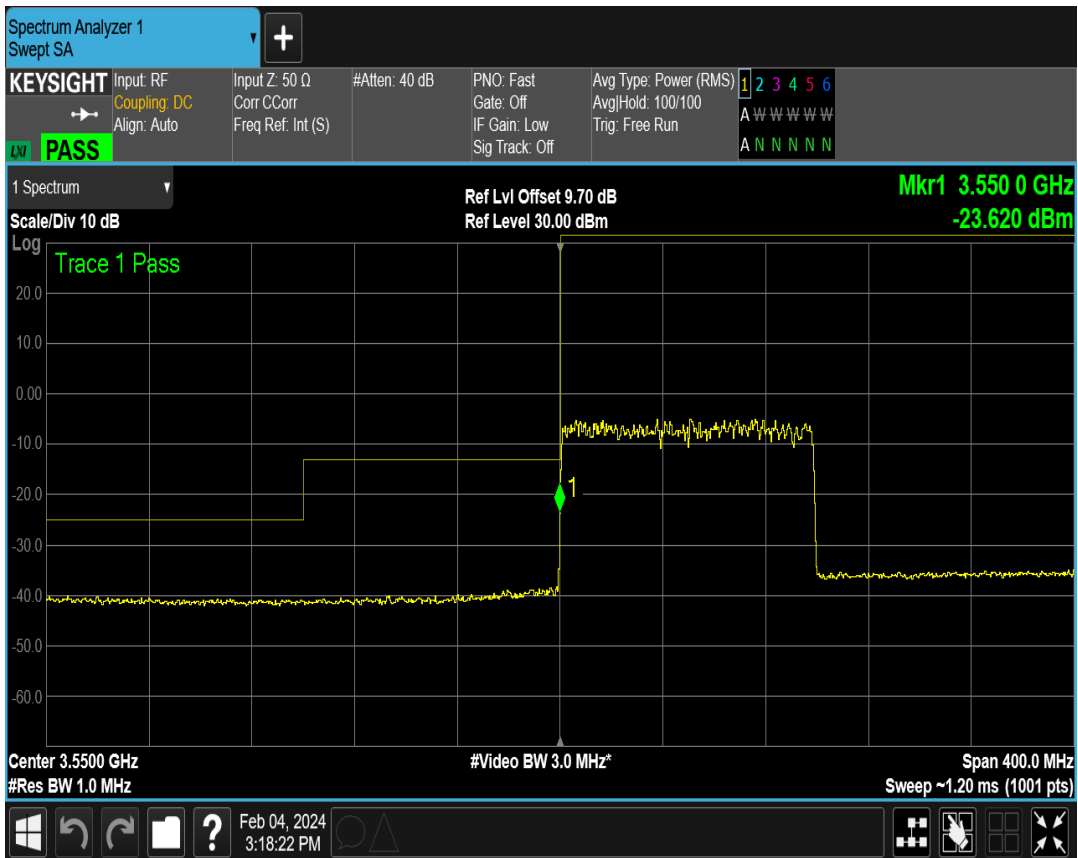 Spectrum Analyzer 1
Swept SA
+
KEYSIGHT
LXI PASS
Input: RF
Coupling: DC
Align: Auto
Input Z: 50 Ω
Corr CCorr
Freq Ref: Int (S)
#Atten: 40 dB
PNO: Fast
Gate: Off
IF Gain: Low
Sig Track: Off
Avg Type: Power (RMS)
Avg|Hold: 100/100
Trig: Free Run
1 2 3 4 5 6
A W W W W W
A N N N N N
1 Spectrum
Scale/Div 10 dB
Ref Lvl Offset 9.70 dB
Ref Level 30.00 dBm
Mkr1 3.550 0 GHz
-23.620 dBm
Log
Trace 1 Pass
20.0
10.0
0.00
-10.0
1
-20.0
-30.0
-40.0
-50.0
-60.0
Center 3.5500 GHz
#Video BW 3.0 MHz*
Span 400.0 MHz
#Res BW 1.0 MHz
Sweep ~1.20 ms (1001 pts)
?
Feb 04, 2024
3:18:22 PM